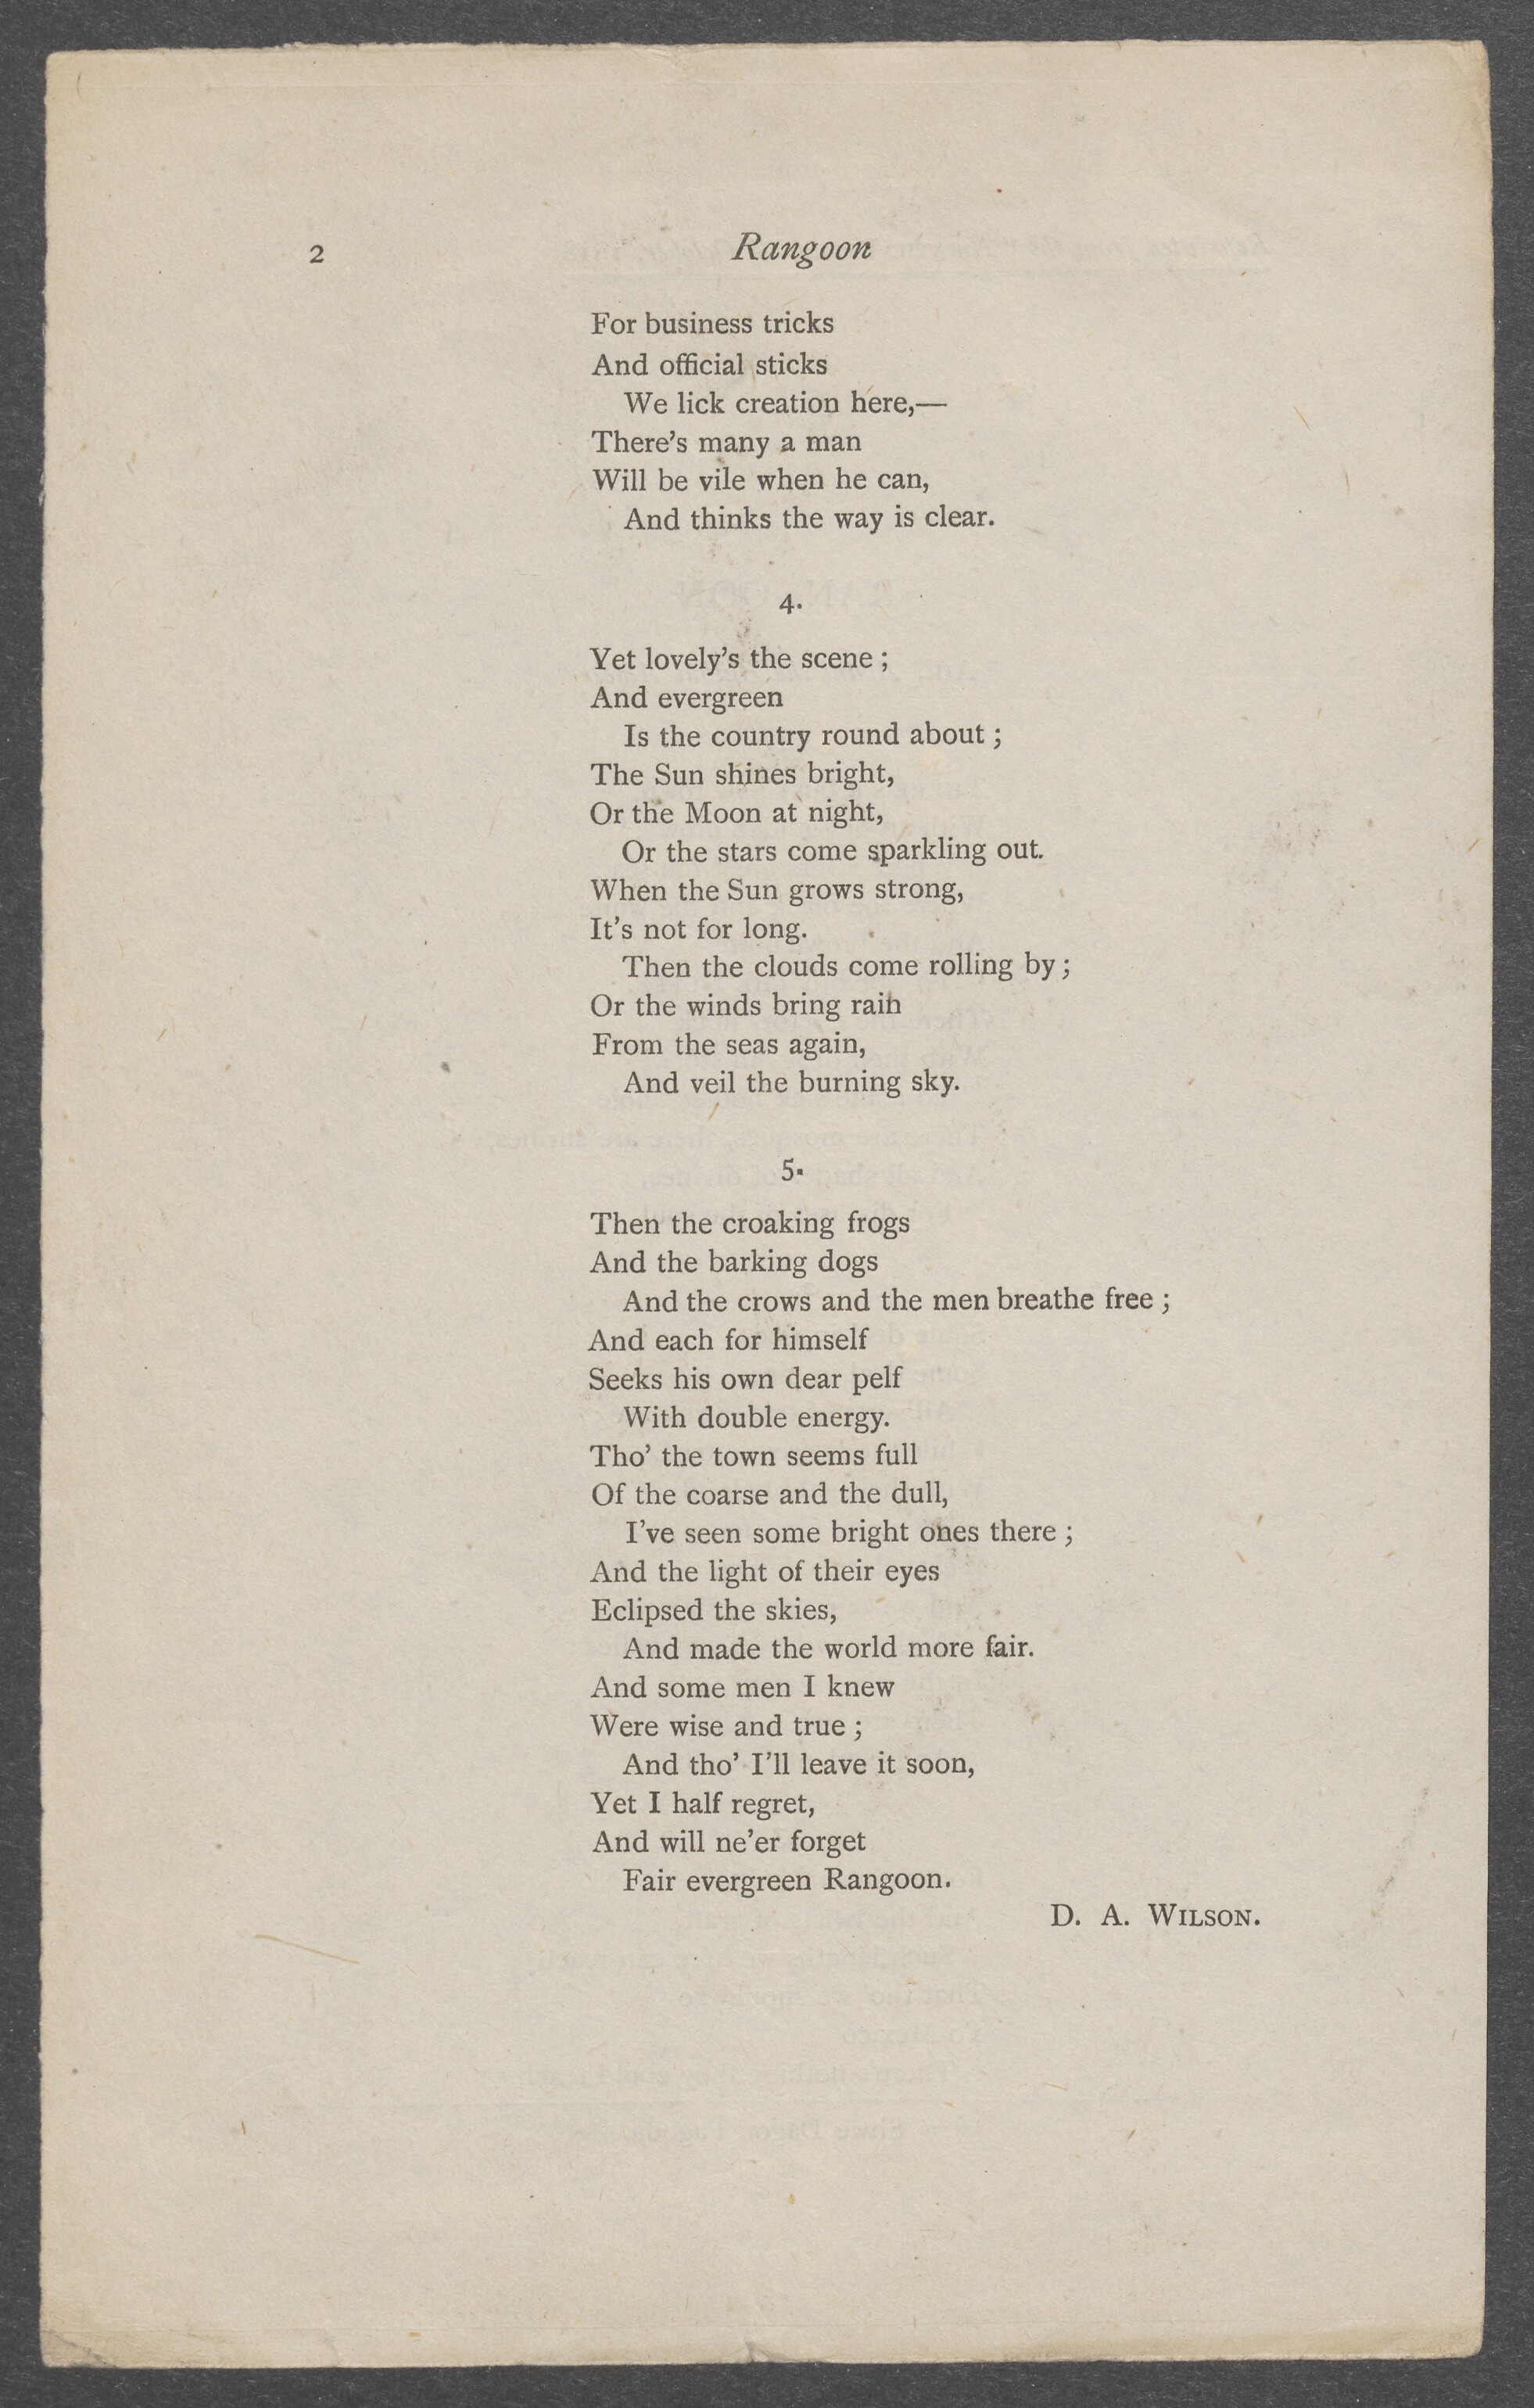 2 Rangoon
For business tricks
And official sticks
We lick creation here,—
There's many a man
Will be vile when he can,
And thinks the way is clear.
4.
Yet lovely's the scene ;
And evergreen
Is the country round about ;
The Sun shines bright,
Or the Moon at night,
Or the stars come sparkling out.
When the Sun grows strong,
It's not for long.
Then the clouds come rolling by ;
Or the winds bring rain
From the seas again,
And veil the burning sky.
5.
Then the croaking frogs
And the barking dogs
And the crows and the men breathe free ;
And each for himself
Seeks his own dear pelf
With double energy.
Tho' the town seems full
Of the coarse and the dull,
I've seen some bright ones there ;
And the light of their eyes
Eclipsed the skies,
And made the world more fair.
And some men I knew
Were wise and true ;
And tho' I'll leave it soon,
Yet I half regret,
And will ne'er forget
Fair evergreen Rangoon.
D. A. WILSON.